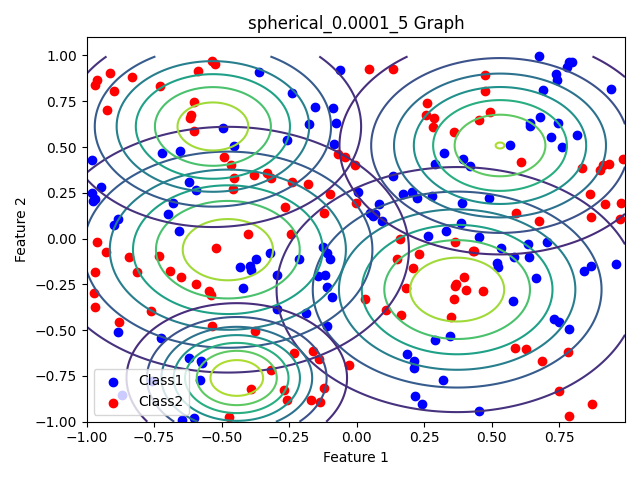 spherical_0.0001_5 Graph
1.00
0.75
0.50
0.25
0.00
−0.25
−0.50
−0.75
−1.00
Feature 2
Class1
Class2
−1.00 −0.75 −0.50 −0.25 0.00 0.25 0.50 0.75
Feature 1